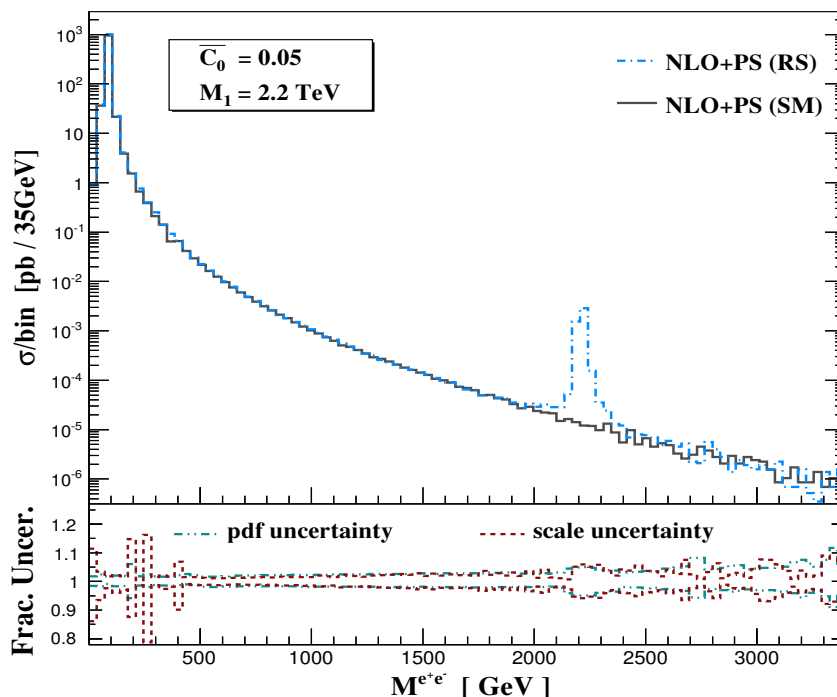 10³
10²
10
1
10⁻¹
10⁻²
10⁻³
10⁻⁴
10⁻⁵
10⁻⁶
σ/bin [pb / 35GeV]
C̅₀ = 0.05
M₁ = 2.2 TeV
NLO+PS (RS)
NLO+PS (SM)
1.2
1.1
1
0.9
0.8
Frac. Uncer.
pdf uncertainty
scale uncertainty
500 1000 1500 2000 2500 3000
M^{e⁺e⁻} [ GeV ]